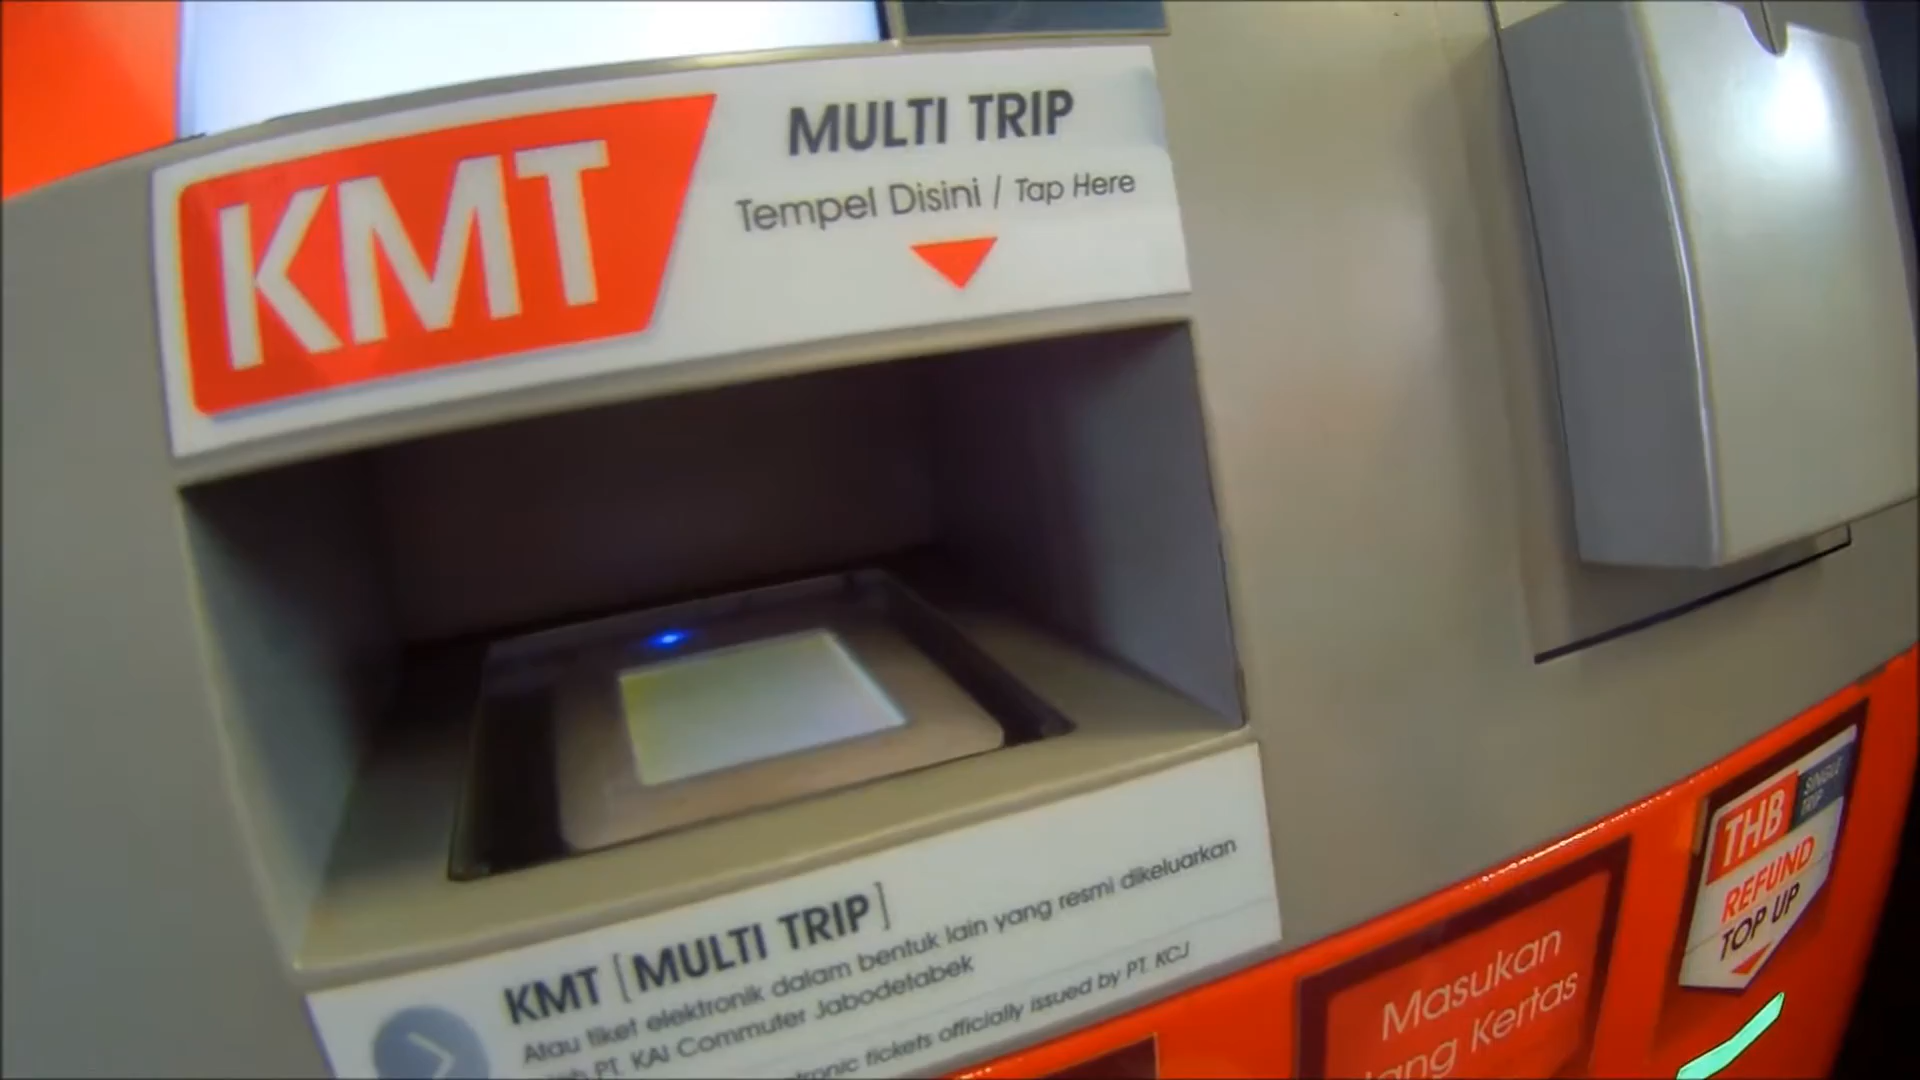 KMT
MULTI TRIP
Tempel Disini / Tap Here
KMT [MULTI TRIP]
Atau tiket elektronik dalam bentuk lain yang resmi dikeluarkan
PT. KAI Commuter Jabodetabek
tickets officially issued by PT. KCJ
Masukan
Kertas
THB
SINGLE
TRIP
REFUND
TOP UP